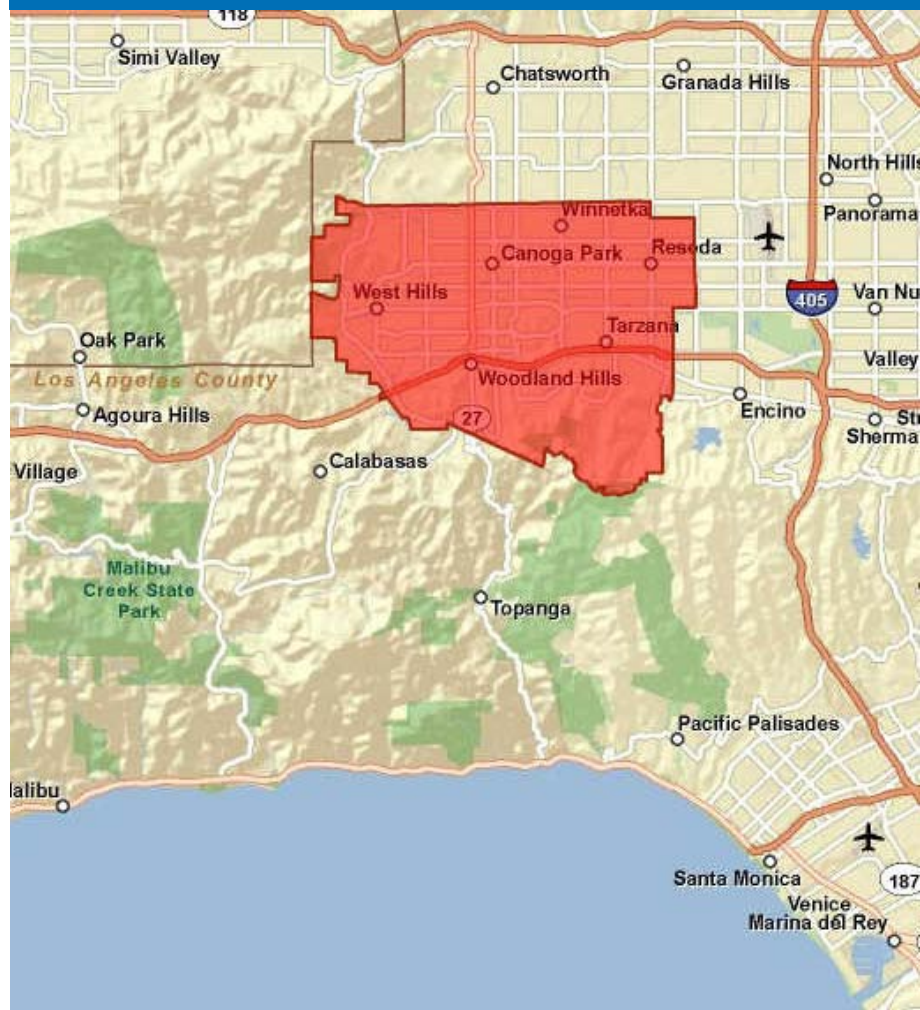 118
Simi Valley
Chatsworth
Granada Hills
North Hills
Panorama
Winnetka
Canoga Park
Reseda
West Hills
405
Van Nu
Tarzana
Oak Park
Valley
Los Angeles County
Woodland Hills
Agoura Hills
27
Encino
St
Sherma
Village
Calabasas
Malibu
Creek State
Park
Topanga
Pacific Palisades
alibu
Santa Monica
187
Venice
Marina del Rey